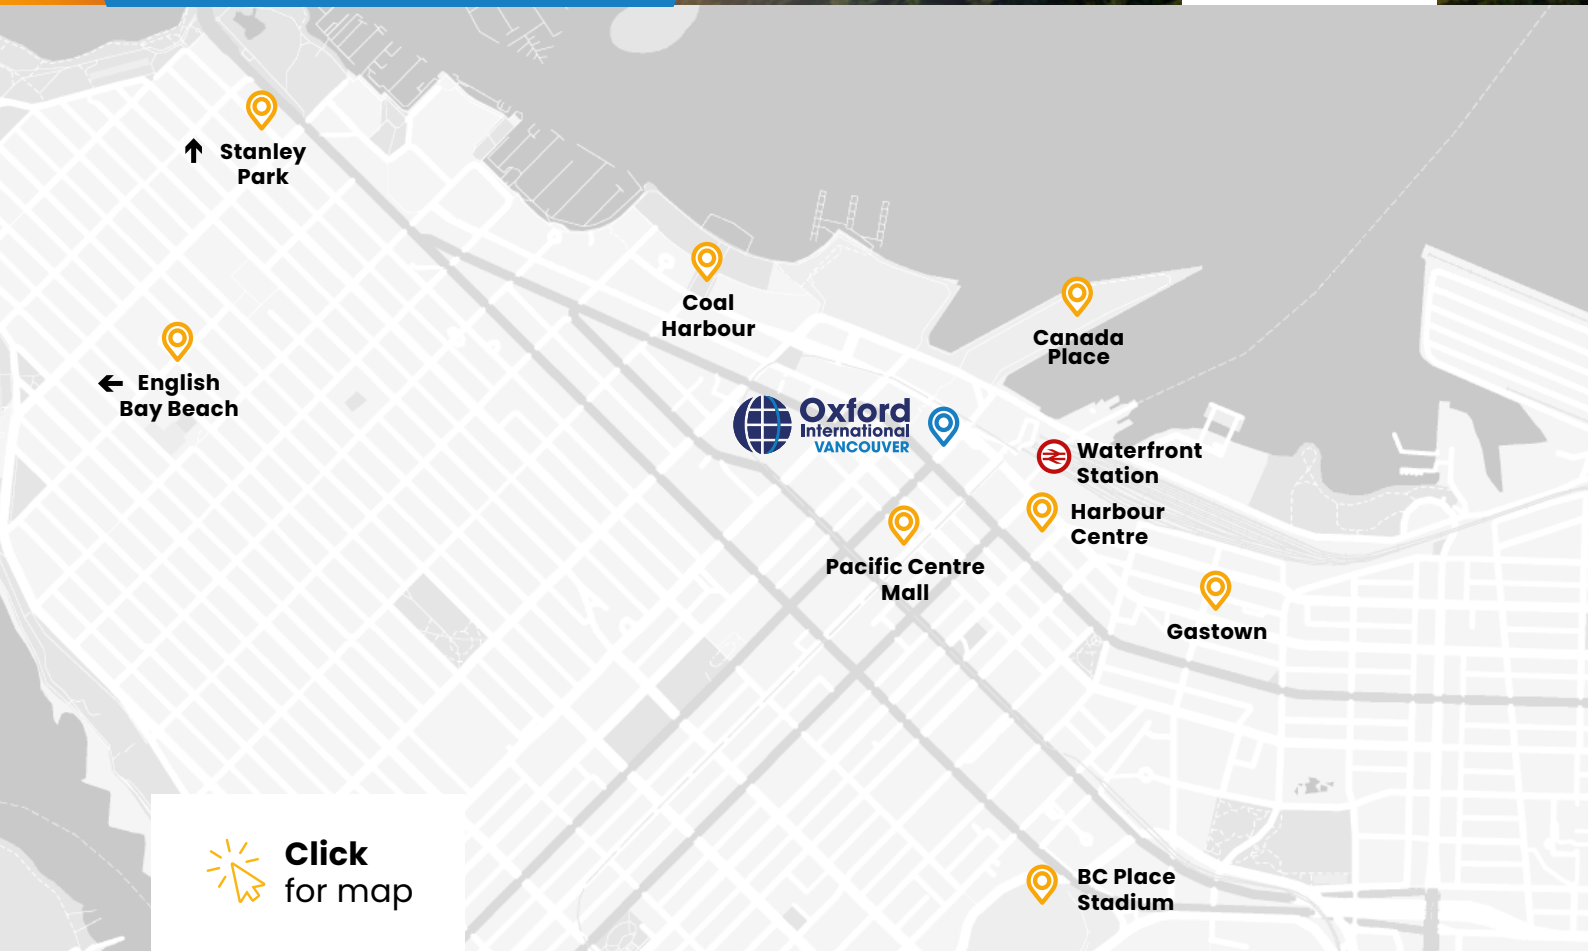 Stanley
Park
Coal
Harbour
Canada
Place
English
Bay Beach
Oxford
International
VANCOUVER
Waterfront
Station
Harbour
Centre
Pacific Centre
Mall
Gastown
Click
for map
BC Place
Stadium